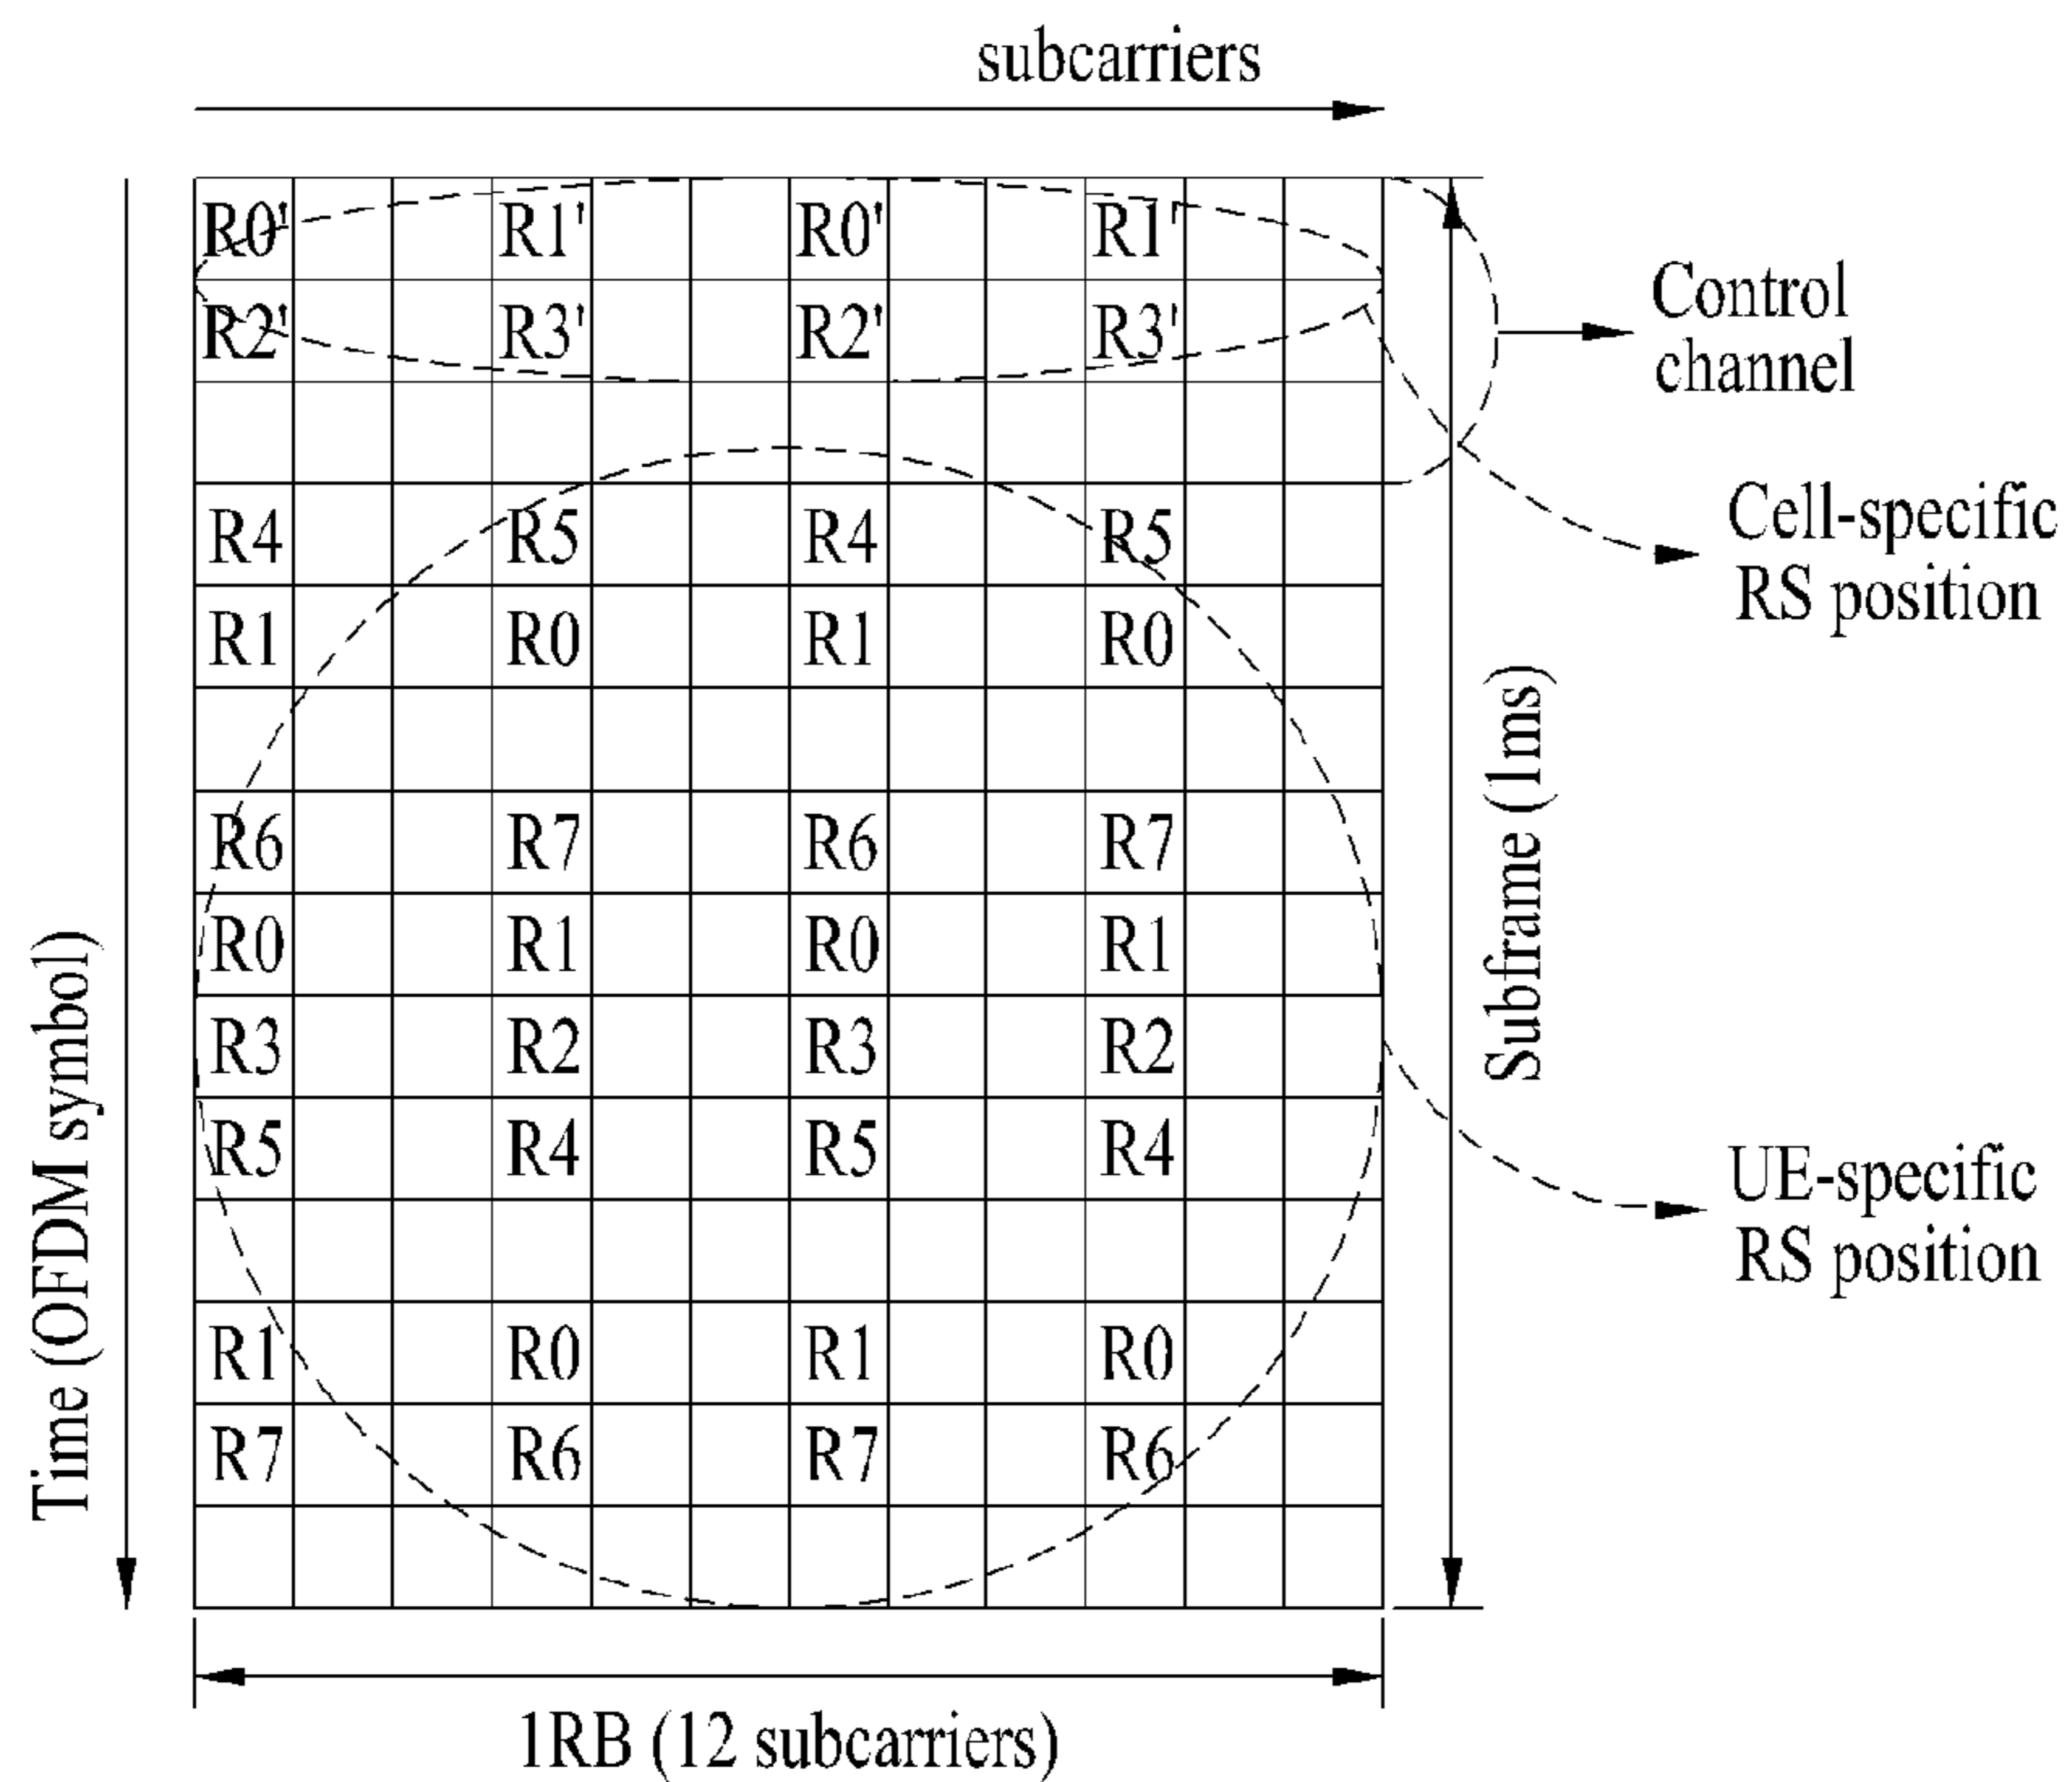 subcarriers
R0' R1' R0' R1'
R2' R3' R2' R3'
Control
channel
R4 R5 R4 R5
Cell-specific
RS position
R1 R0 R1 R0
R6 R7 R6 R7
R0 R1 R0 R1
R3 R2 R3 R2
R5 R4 R5 R4
R1 R0 R1 R0
R7 R6 R7 R6
Subframe (1ms)
UE-specific
RS position
Time (OFDM symbol)
1RB (12 subcarriers)